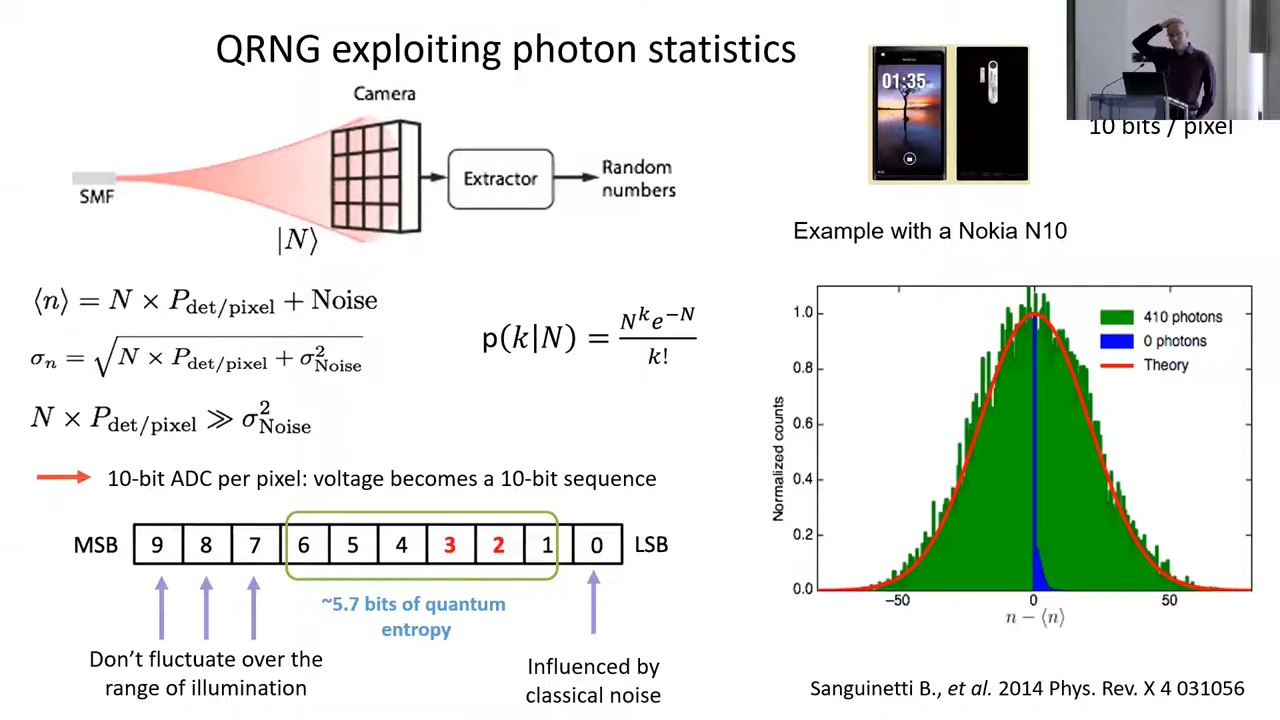 QRNG exploiting photon statistics
Camera
SMF
|N⟩
Extractor
Random
numbers
NOKIA
01:35
10 bits / pixel
Example with a Nokia N10
⟨n⟩ = N × P_det/pixel + Noise
σ_n = √(N × P_det/pixel + σ²_Noise)
N × P_det/pixel ≫ σ²_Noise
p(k|N) = N^k e^−N / k!
10-bit ADC per pixel: voltage becomes a 10-bit sequence
MSB 9 8 7 6 5 4 3 2 1 0 LSB
~5.7 bits of quantum
entropy
Don’t fluctuate over the
range of illumination
Influenced by
classical noise
Normalized counts
1.0
0.8
0.6
0.4
0.2
0.0
−50 0 50
n − ⟨n⟩
410 photons
0 photons
Theory
Sanguinetti B., et al. 2014 Phys. Rev. X 4 031056